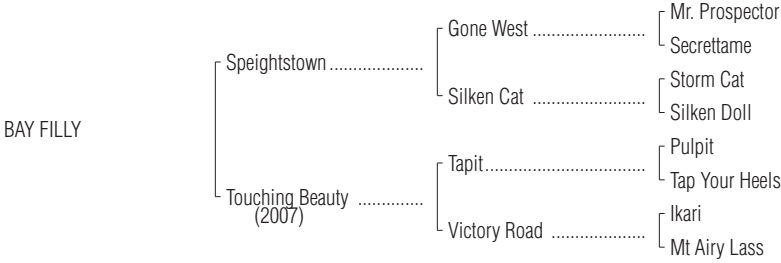 Mr. Prospector
Gone West ........................
Secrettame
Speightstown ....................
Storm Cat
Silken Cat ........................
Silken Doll
BAY FILLY
Pulpit
Tapit..................................
Tap Your Heels
Touching Beauty ..............
(2007)
Ikari
Victory Road ....................
Mt Airy Lass